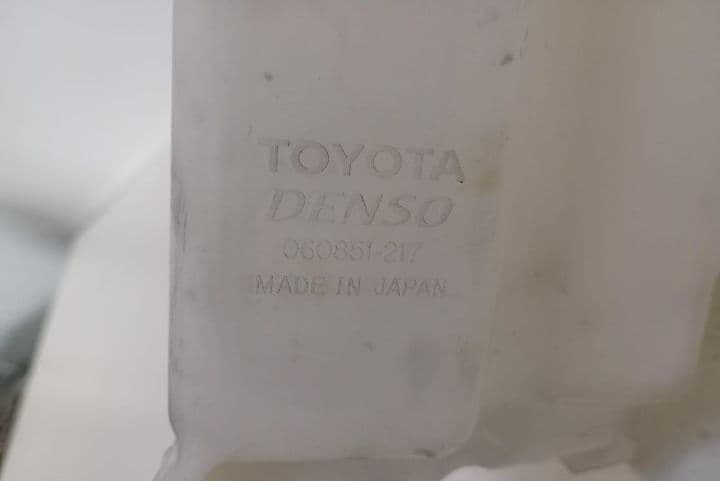 TOYOTA
DENSO
060851-217
MADE IN JAPAN